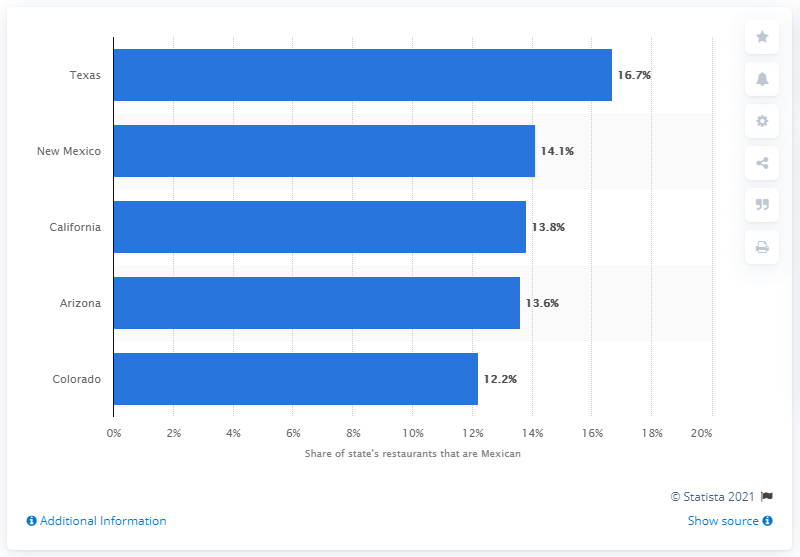 Texas
16.7%
New Mexico
14.1%
California
13.8%
Arizona
13.6%
Colorado
12.2%
0% 2% 4% 6% 8% 10% 12% 14% 16% 18% 20%
Share of state's restaurants that are Mexican
© Statista 2021
Additional Information
Show source